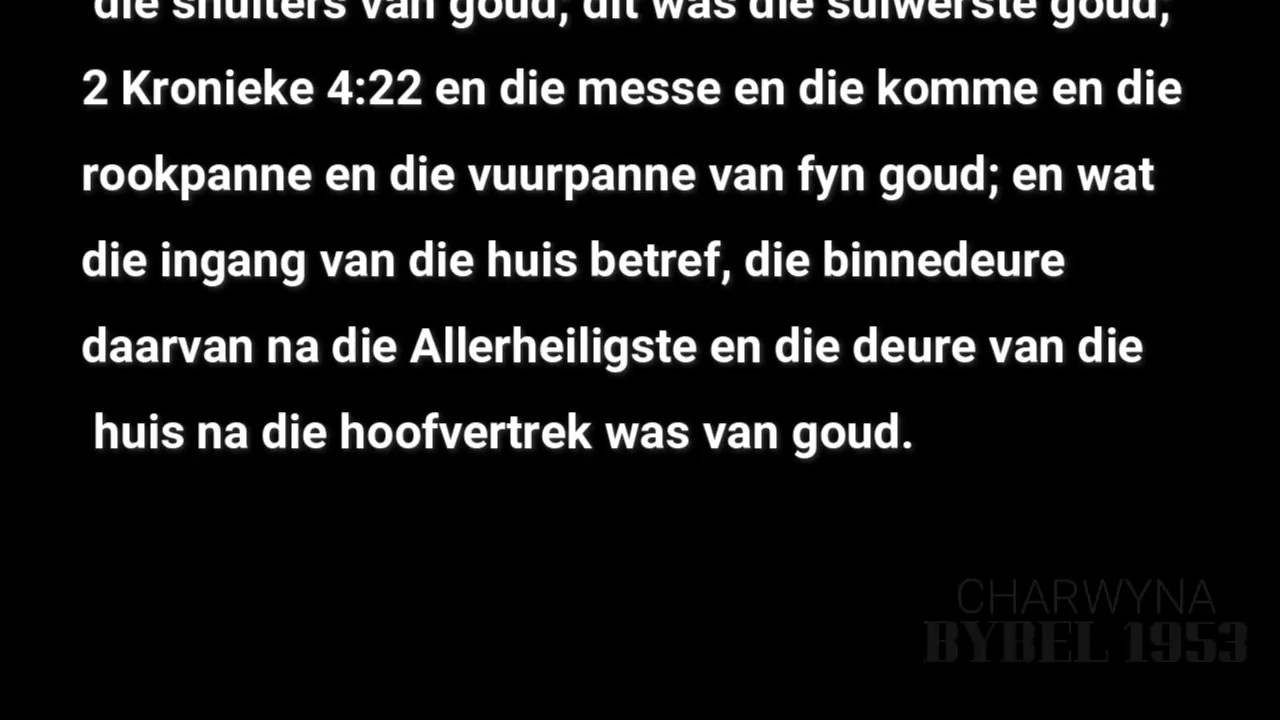 die snuiters van goud; dit was die suiwerste goud;
2 Kronieke 4:22 en die messe en die komme en die
rookpanne en die vuurpanne van fyn goud; en wat
die ingang van die huis betref, die binnedeure
daarvan na die Allerheiligste en die deure van die
huis na die hoofvertrek was van goud.
CHARWYNA
BYBEL 1953